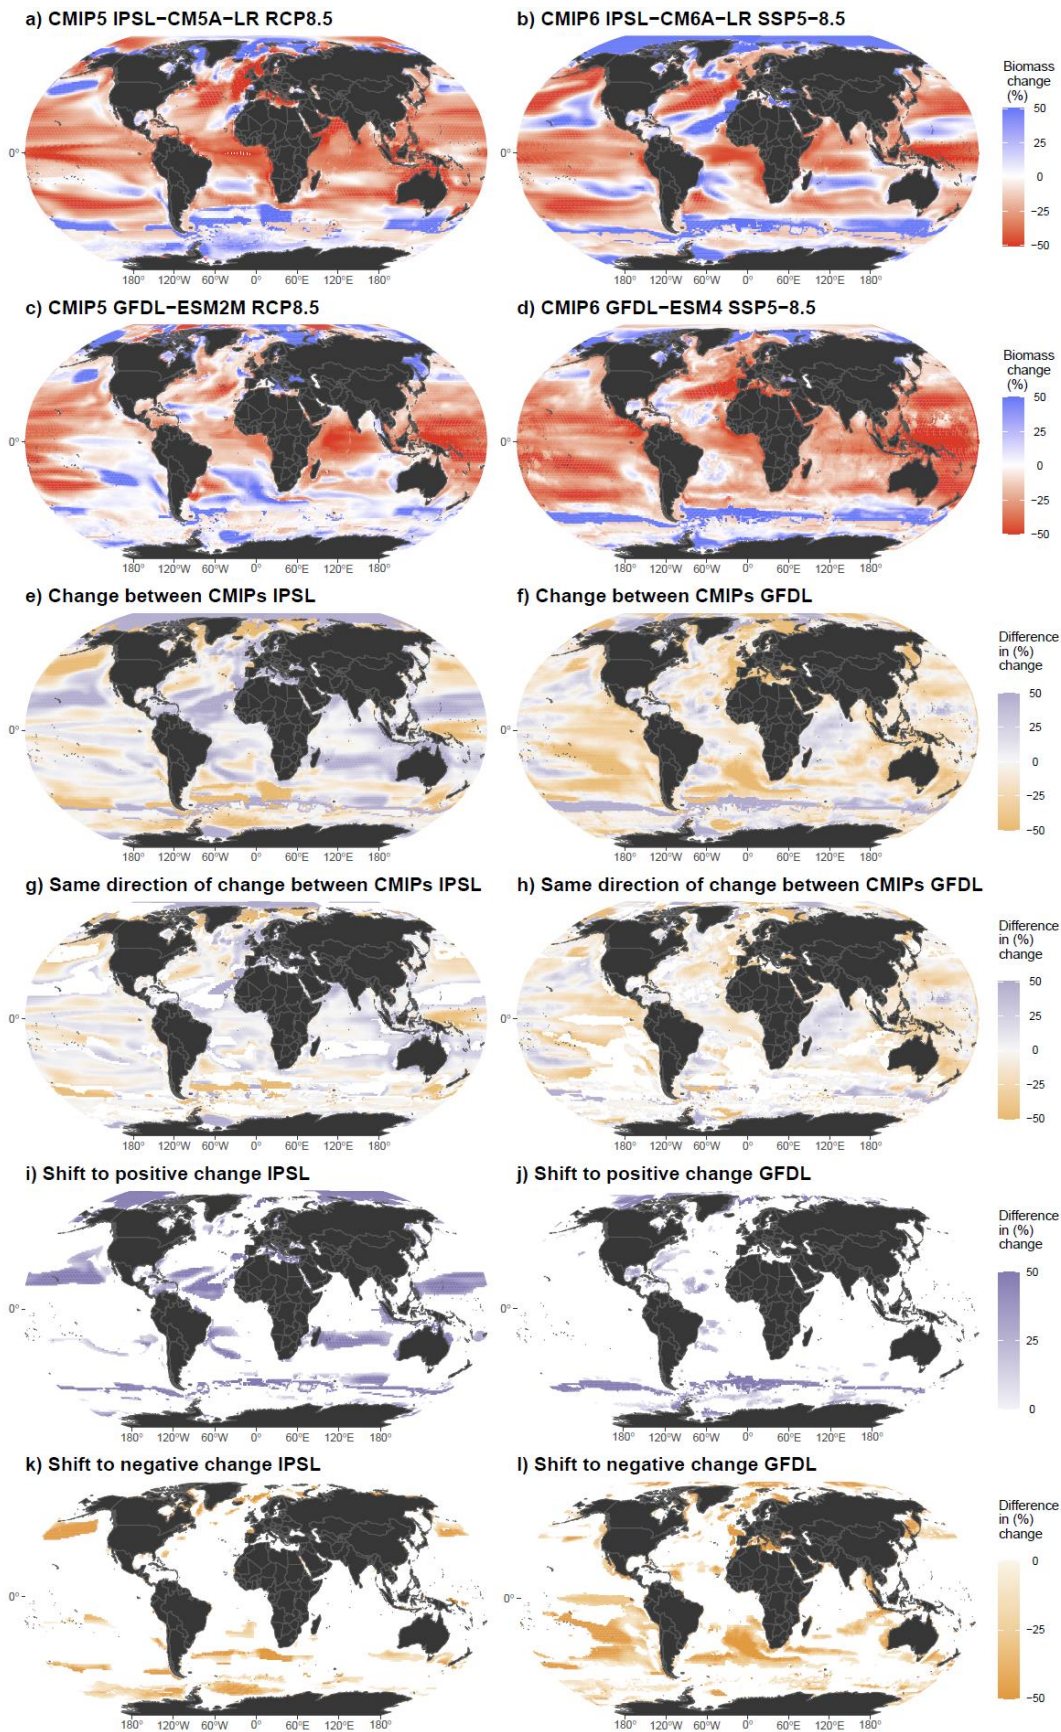 a) CMIP5 IPSL−CM5A−LR RCP8.5
b) CMIP6 IPSL−CM6A−LR SSP5−8.5
Biomass
change
(%)
50
25
0
−25
−50
0°
180° 120°W 60°W 0° 60°E 120°E 180°
180° 120°W 60°W 0° 60°E 120°E 180°
c) CMIP5 GFDL−ESM2M RCP8.5
d) CMIP6 GFDL−ESM4 SSP5−8.5
Biomass
change
(%)
50
25
0
−25
−50
0°
0°
180° 120°W 60°W 0° 60°E 120°E 180°
180° 120°W 60°W 0° 60°E 120°E 180°
e) Change between CMIPs IPSL
f) Change between CMIPs GFDL
Difference
in (%)
change
50
25
0
−25
−50
0°
0°
180° 120°W 60°W 0° 60°E 120°E 180°
180° 120°W 60°W 0° 60°E 120°E 180°
g) Same direction of change between CMIPs IPSL
h) Same direction of change between CMIPs GFDL
Difference
in (%)
change
50
25
0
−25
−50
0°
0°
180° 120°W 60°W 0° 60°E 120°E 180°
180° 120°W 60°W 0° 60°E 120°E 180°
i) Shift to positive change IPSL
j) Shift to positive change GFDL
Difference
in (%)
change
50
25
0
0°
0°
180° 120°W 60°W 0° 60°E 120°E 180°
180° 120°W 60°W 0° 60°E 120°E 180°
k) Shift to negative change IPSL
l) Shift to negative change GFDL
Difference
in (%)
change
0
−25
−50
0°
0°
180° 120°W 60°W 0° 60°E 120°E 180°
180° 120°W 60°W 0° 60°E 120°E 180°